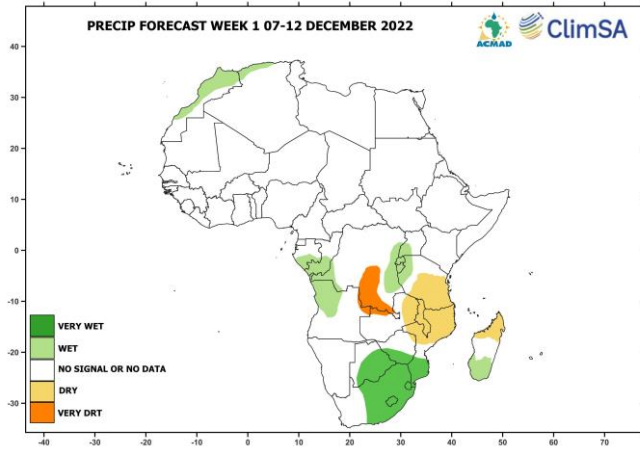 PRECIP FORECAST WEEK 1 07-12 DECEMBER 2022
ACMAD
ClimSA
40
30
20
10
0
-10
-20
-30
VERY WET
WET
NO SIGNAL OR NO DATA
DRY
VERY DRT
-40 -30 -20 -10 0 10 20 30 40 50 60 70